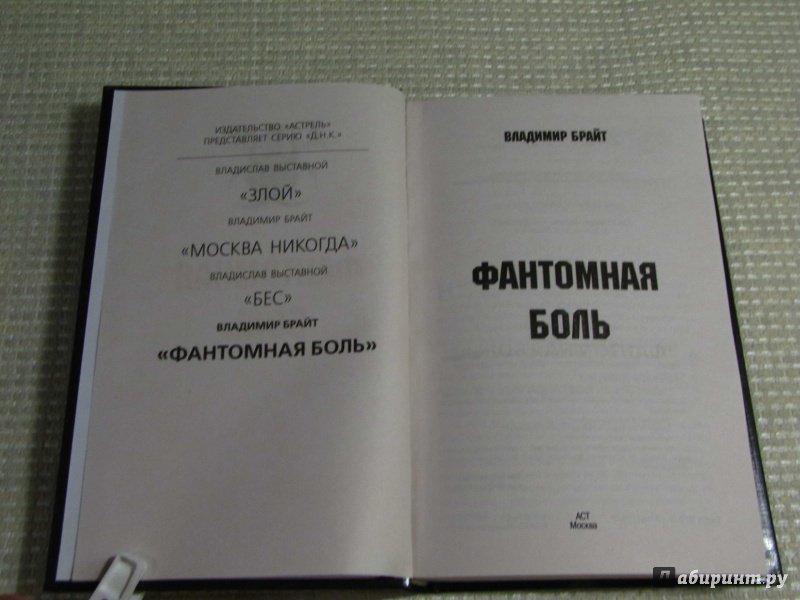 ИЗДАТЕЛЬСТВО «АСТРЕЛЬ»
ПРЕДСТАВЛЯЕТ СЕРИЮ «Д.Н.К.»
ВЛАДИСЛАВ ВЫСТАВНОЙ
«ЗЛОЙ»
ВЛАДИМИР БРАЙТ
«МОСКВА НИКОГДА»
ВЛАДИСЛАВ ВЫСТАВНОЙ
«БЕС»
ВЛАДИМИР БРАЙТ
«ФАНТОМНАЯ БОЛЬ»
ВЛАДИМИР БРАЙТ
ФАНТОМНАЯ
БОЛЬ
АСТ
Москва
Лабиринт.ру